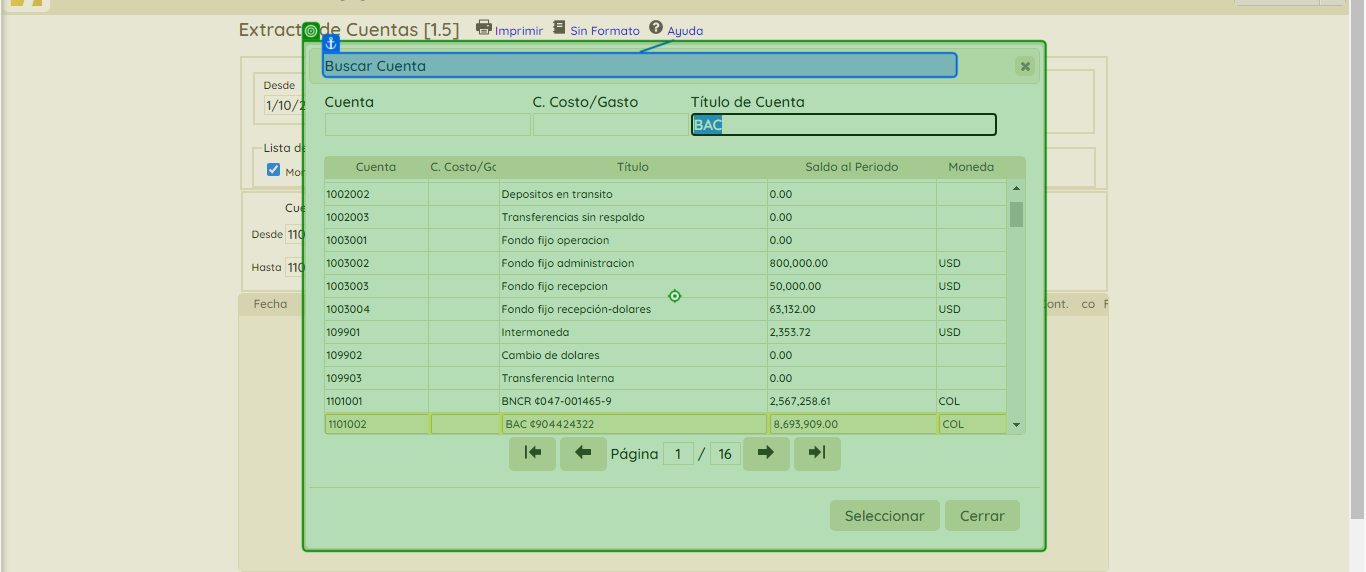 Extracto de Cuentas [1.5] Imprimir Sin Formato Ayuda
Buscar Cuenta
Desde
Cuenta C. Costo/Gasto Título de Cuenta
1/10/2
BAC
Lista de
Mon
Cuenta C. Costo/Ga Título Saldo al Periodo Moneda
1002002 Depositos en transito 0.00
Cue
1002003 Transferencias sin respaldo 0.00
Desde 110
1003001 Fondo fijo operacion 0.00
1003002 Fondo fijo administracion 800,000.00 USD
Hasta 110
1003003 Fondo fijo recepcion 50,000.00 USD
Fecha ont. co F
1003004 Fondo fijo recepción-dolares 63,132.00 USD
109901 Intermoneda 2,353.72 USD
109902 Cambio de dolares 0.00
109903 Transferencia Interna 0.00
1101001 BNCR ¢047-001465-9 2,567,258.61 COL
1101002 BAC ¢904424322 8,693,909.00 COL
Página 1 / 16
Seleccionar Cerrar